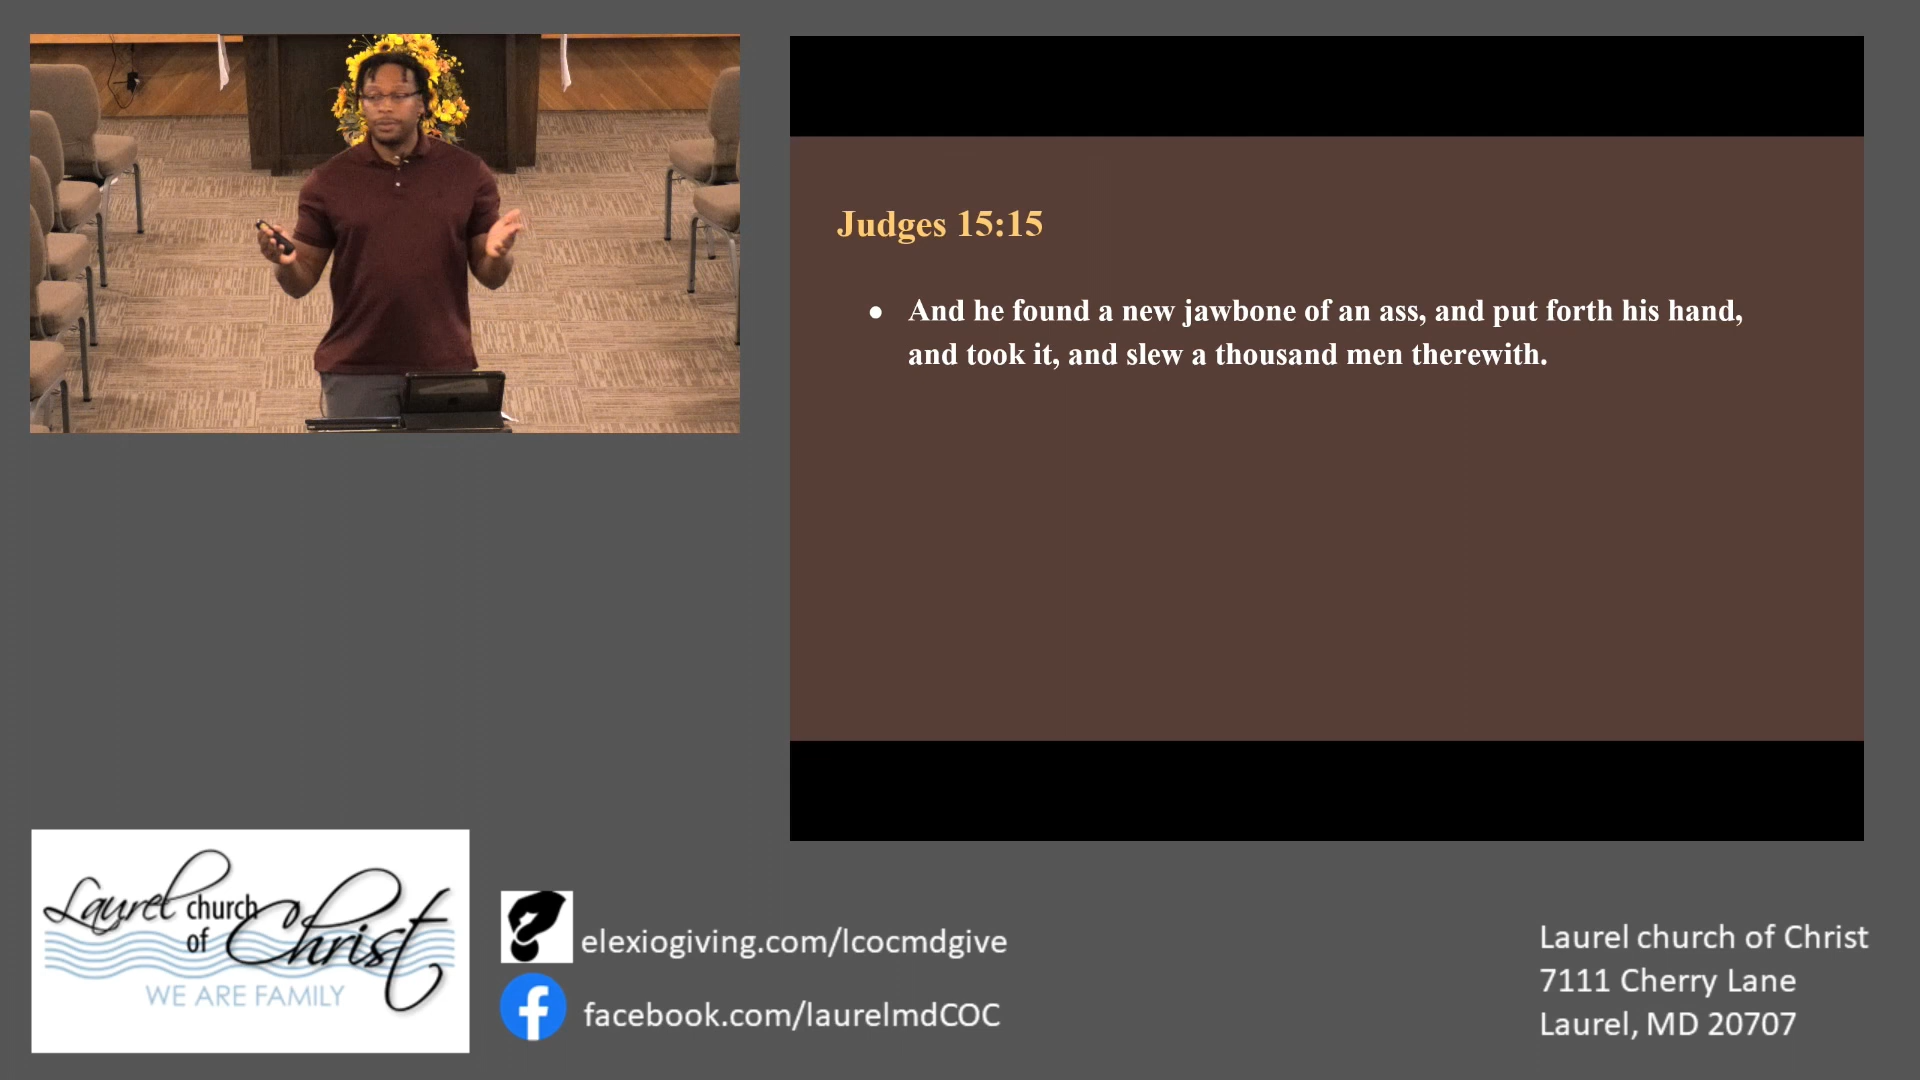 Judges 15:15
● And he found a new jawbone of an ass, and put forth his hand,
and took it, and slew a thousand men therewith.
Laurel church
of Christ
WE ARE FAMILY
elexiogiving.com/lcocmdgive
facebook.com/laurelmdCOC
Laurel church of Christ
7111 Cherry Lane
Laurel, MD 20707